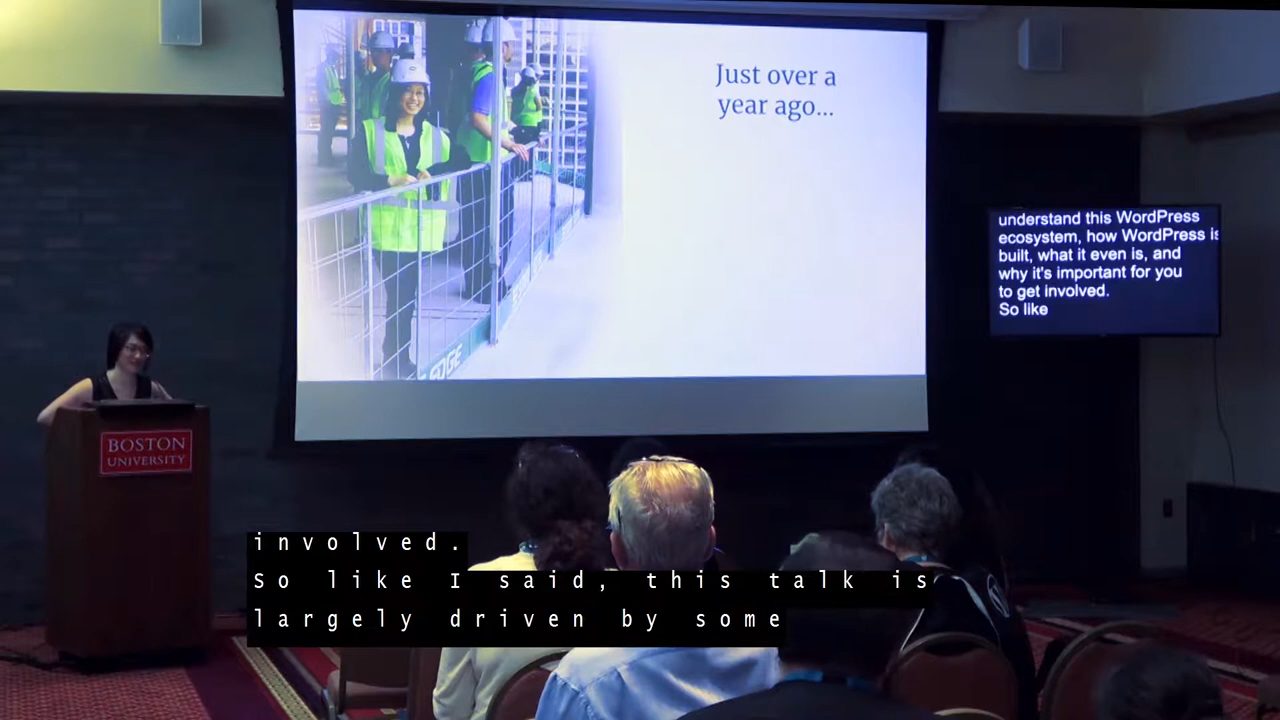 Just over a
year ago...
EDGE
understand this WordPress
ecosystem, how WordPress is
built, what it even is, and
why it's important for you
to get involved.
So like
BOSTON
UNIVERSITY
involved.
So like I said, this talk is
largely driven by some